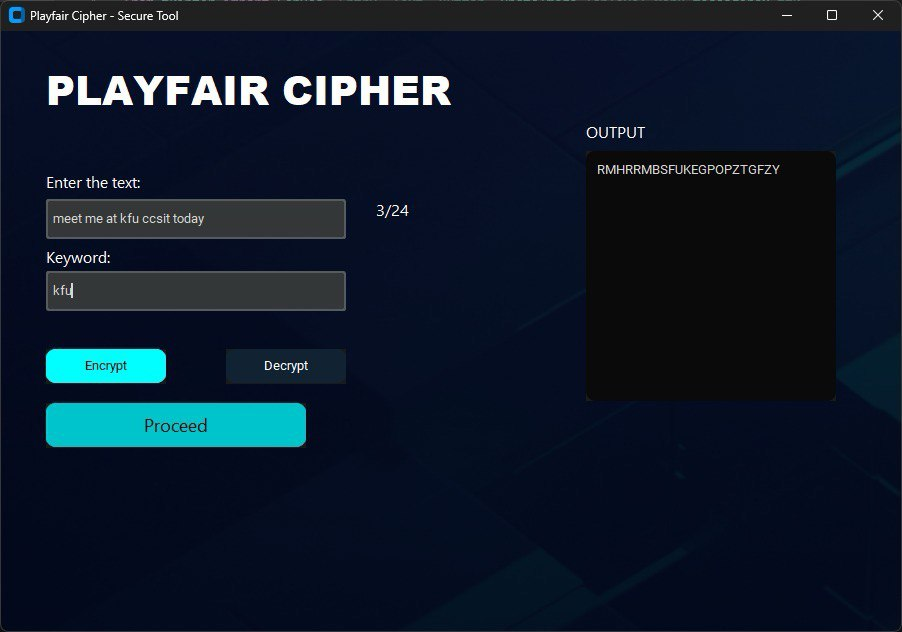 Playfair Cipher - Secure Tool
PLAYFAIR CIPHER
OUTPUT
RMHRRMBSFUKEGPOPZTGFZY
Enter the text:
meet me at kfu ccsit today
3/24
Keyword:
kfu
Encrypt
Decrypt
Proceed